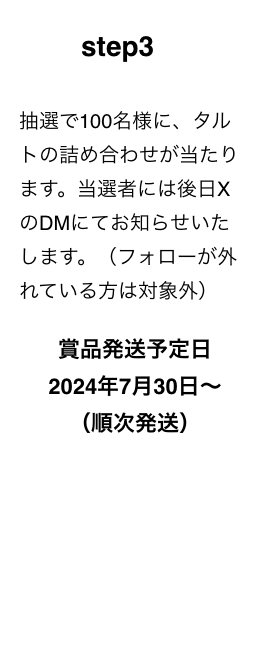 step3
抽選で100名様に、タル
トの詰め合わせが当たり
ます。当選者には後日X
のDMにてお知らせいた
します。（フォローが外
れている方は対象外）
賞品発送予定日
2024年7月30日〜
（順次発送）